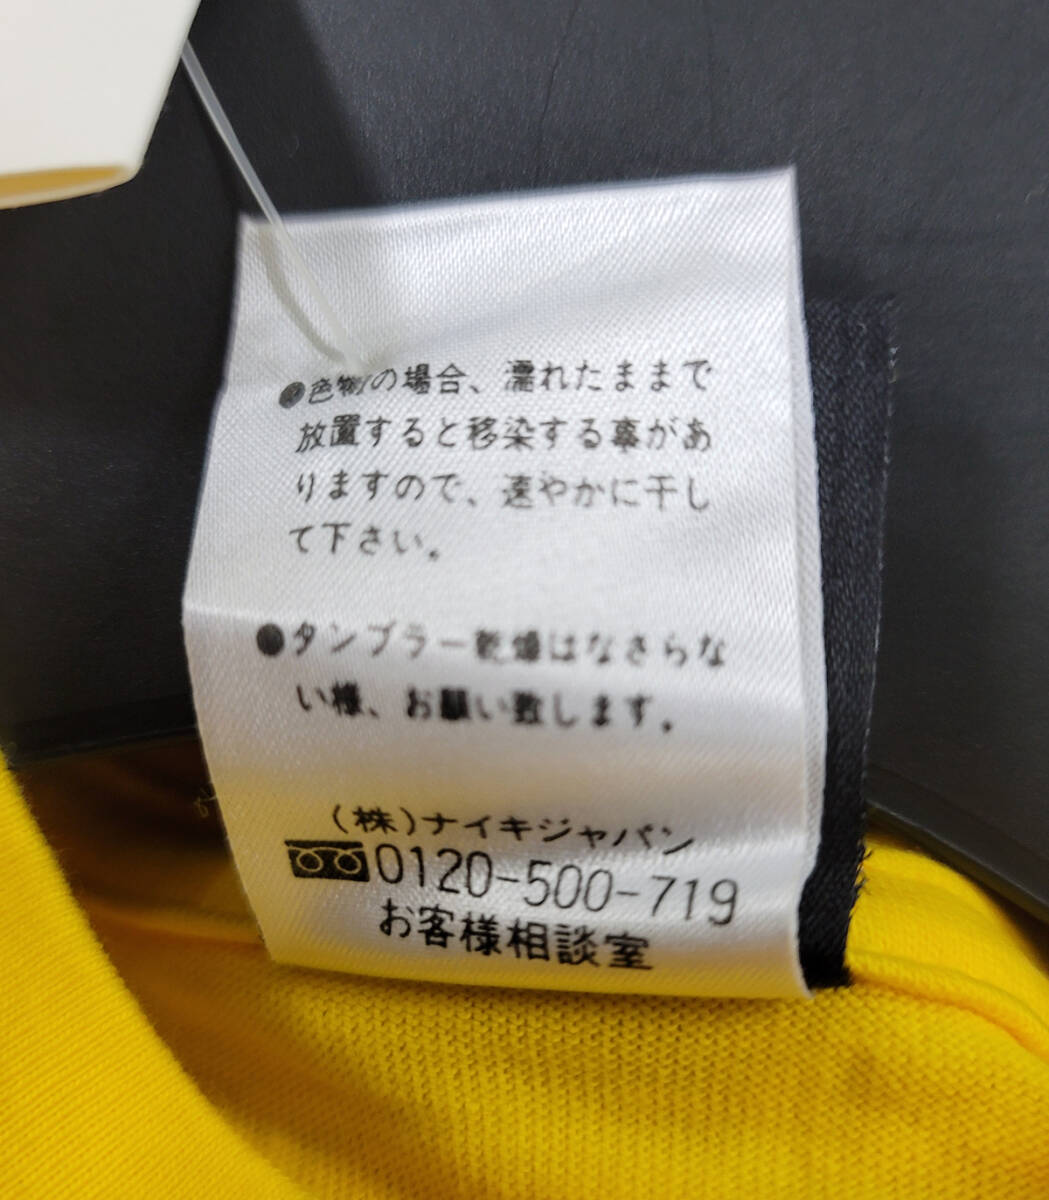 ●色物の場合、濡れたままで
放置すると移染する事があ
りますので、速やかに干し
て下さい。
●タンブラー乾燥はなさらな
い様、お願い致します。
(株)ナイキジャパン
0120-500-719
お客様相談室